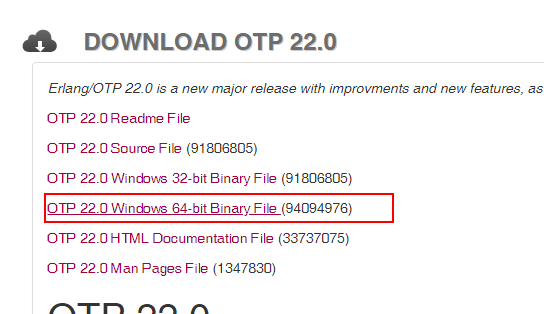 DOWNLOAD OTP 22.0
Erlang/OTP 22.0 is a new major release with improvments and new features, as
OTP 22.0 Readme File
OTP 22.0 Source File (91806805)
OTP 22.0 Windows 32-bit Binary File (91806805)
OTP 22.0 Windows 64-bit Binary File (94094976)
OTP 22.0 HTML Documentation File (33737075)
OTP 22.0 Man Pages File (1347830)
OTP 22.0